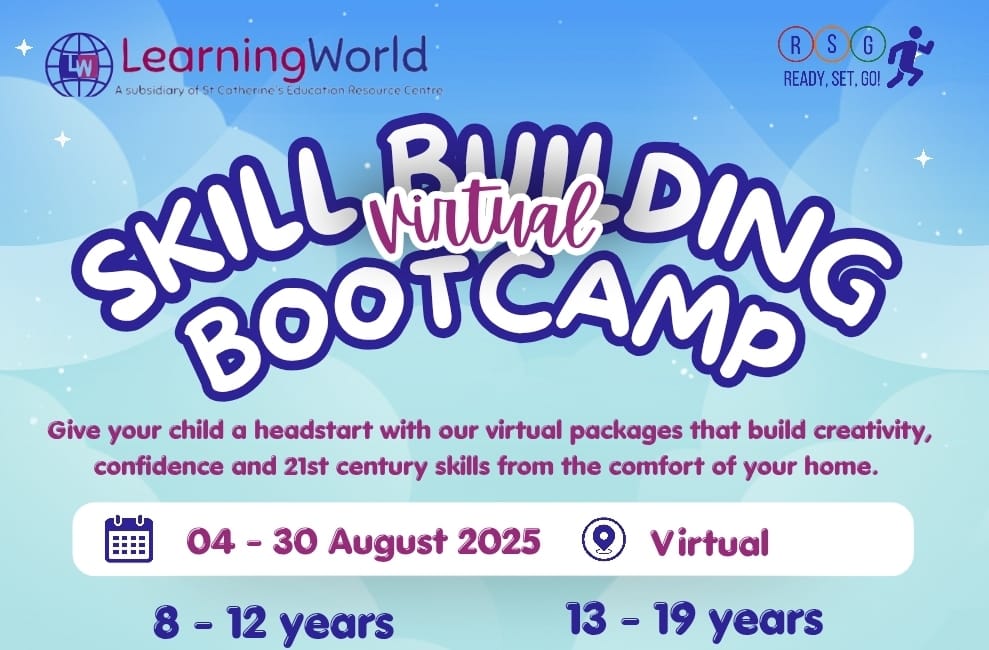 LW LearningWorld
A subsidiary of St Catherine's Education Resource Centre
R S G
READY, SET, GO!
SKILL BUILDING
virtual
BOOTCAMP
Give your child a headstart with our virtual packages that build creativity,
confidence and 21st century skills from the comfort of your home.
04 - 30 August 2025 Virtual
8 - 12 years 13 - 19 years